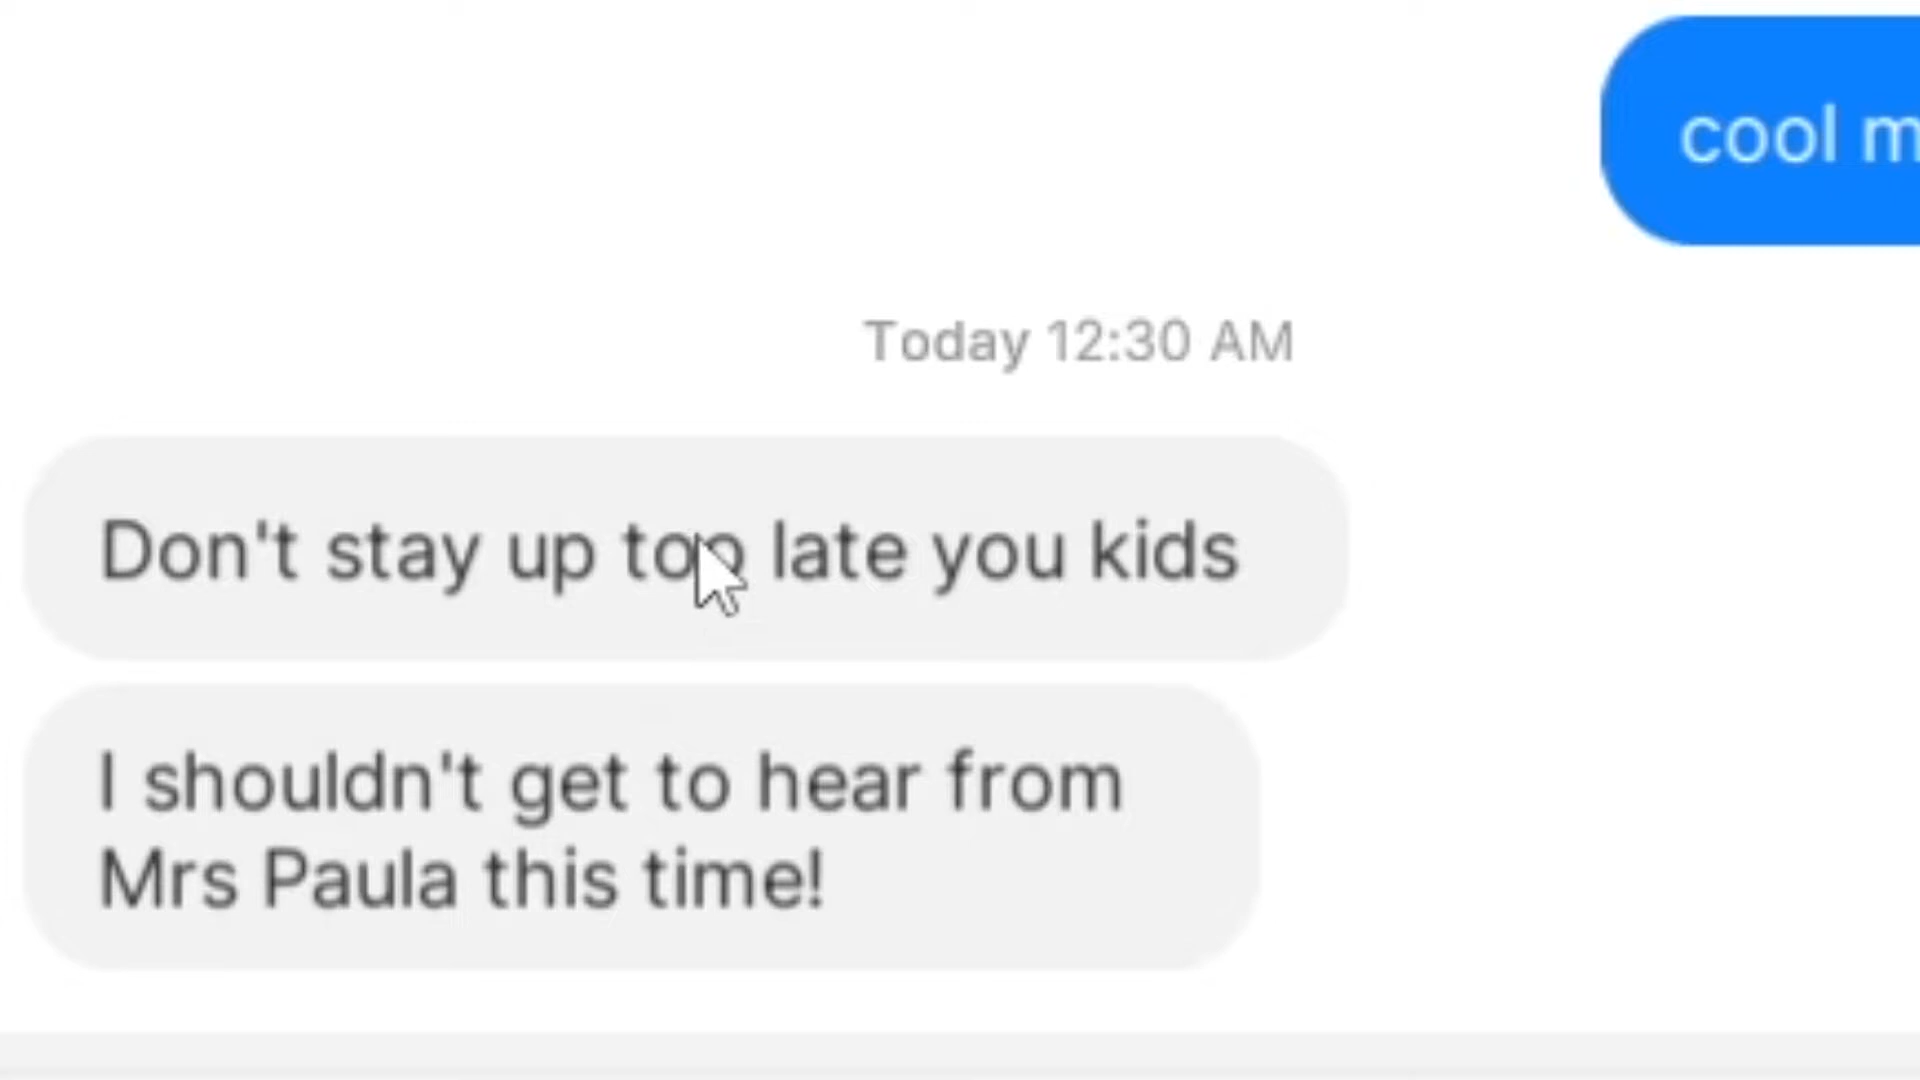 cool
Today 12:30 AM
Don't stay up too late you kids
I shouldn't get to hear from
Mrs Paula this time!